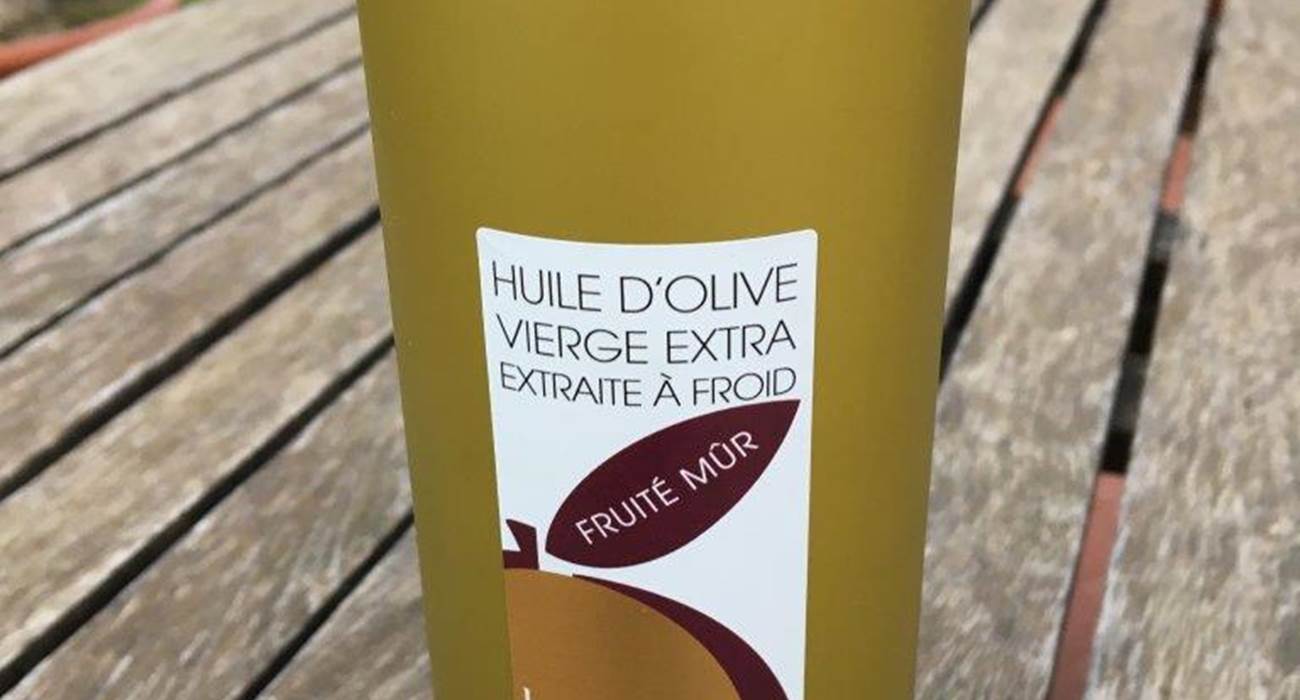 HUILE D'OLIVE
VIERGE EXTRA
EXTRAITE À FROID
FRUITÉ MÛR